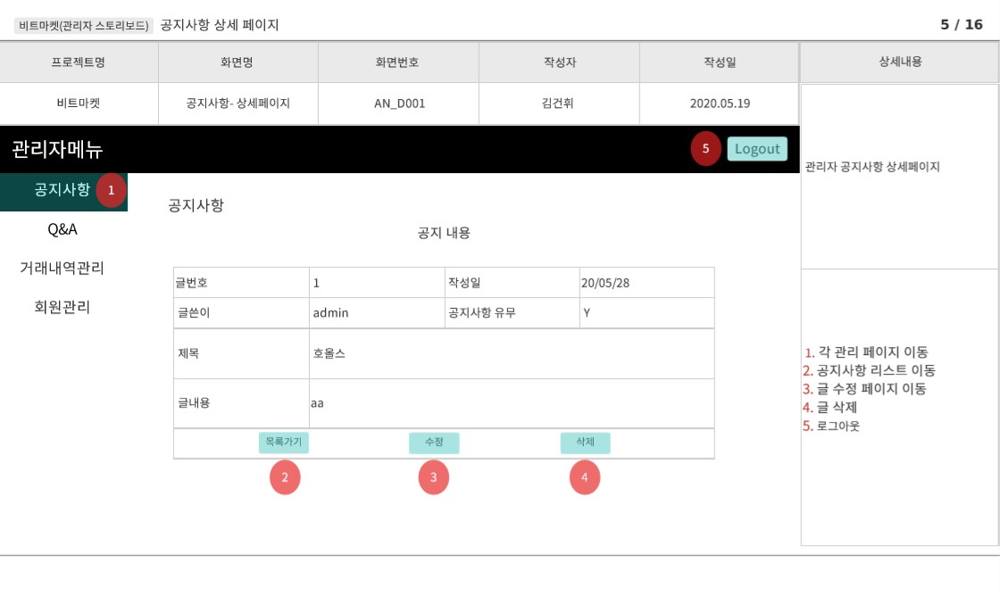 비트마켓(관리자 스토리보드) 공지사항 상세 페이지 5 / 16
프로젝트명 화면명 화면번호 작성자 작성일 상세내용
비트마켓 공지사항- 상세페이지 AN_D001 김건휘 2020.05.19
관리자메뉴 5 Logout
관리자 공지사항 상세페이지
공지사항 1
Q&A
거래내역관리
회원관리
공지사항
공지 내용
글번호 1 작성일 20/05/28
글쓴이 admin 공지사항 유무 Y
제목 호올스
글내용 aa
목록가기 수정 삭제
2 3 4
1. 각 관리 페이지 이동
2. 공지사항 리스트 이동
3. 글 수정 페이지 이동
4. 글 삭제
5. 로그아웃